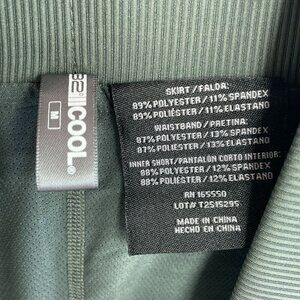 32° COOL®
M
SKIRT/FALDA:
89% POLYESTER/11% SPANDEX
89% POLIÉSTER/11% ELASTANO
WAISTBAND/PRETINA:
87% POLYESTER/13% SPANDEX
87% POLIÉSTER/13% ELASTANO
INNER SHORT/PANTALÓN CORTO INTERIOR:
88% POLYESTER/12% SPANDEX
88% POLIÉSTER/12% ELASTANO
RN 165550
LOT# T2515295
MADE IN CHINA
HECHO EN CHINA